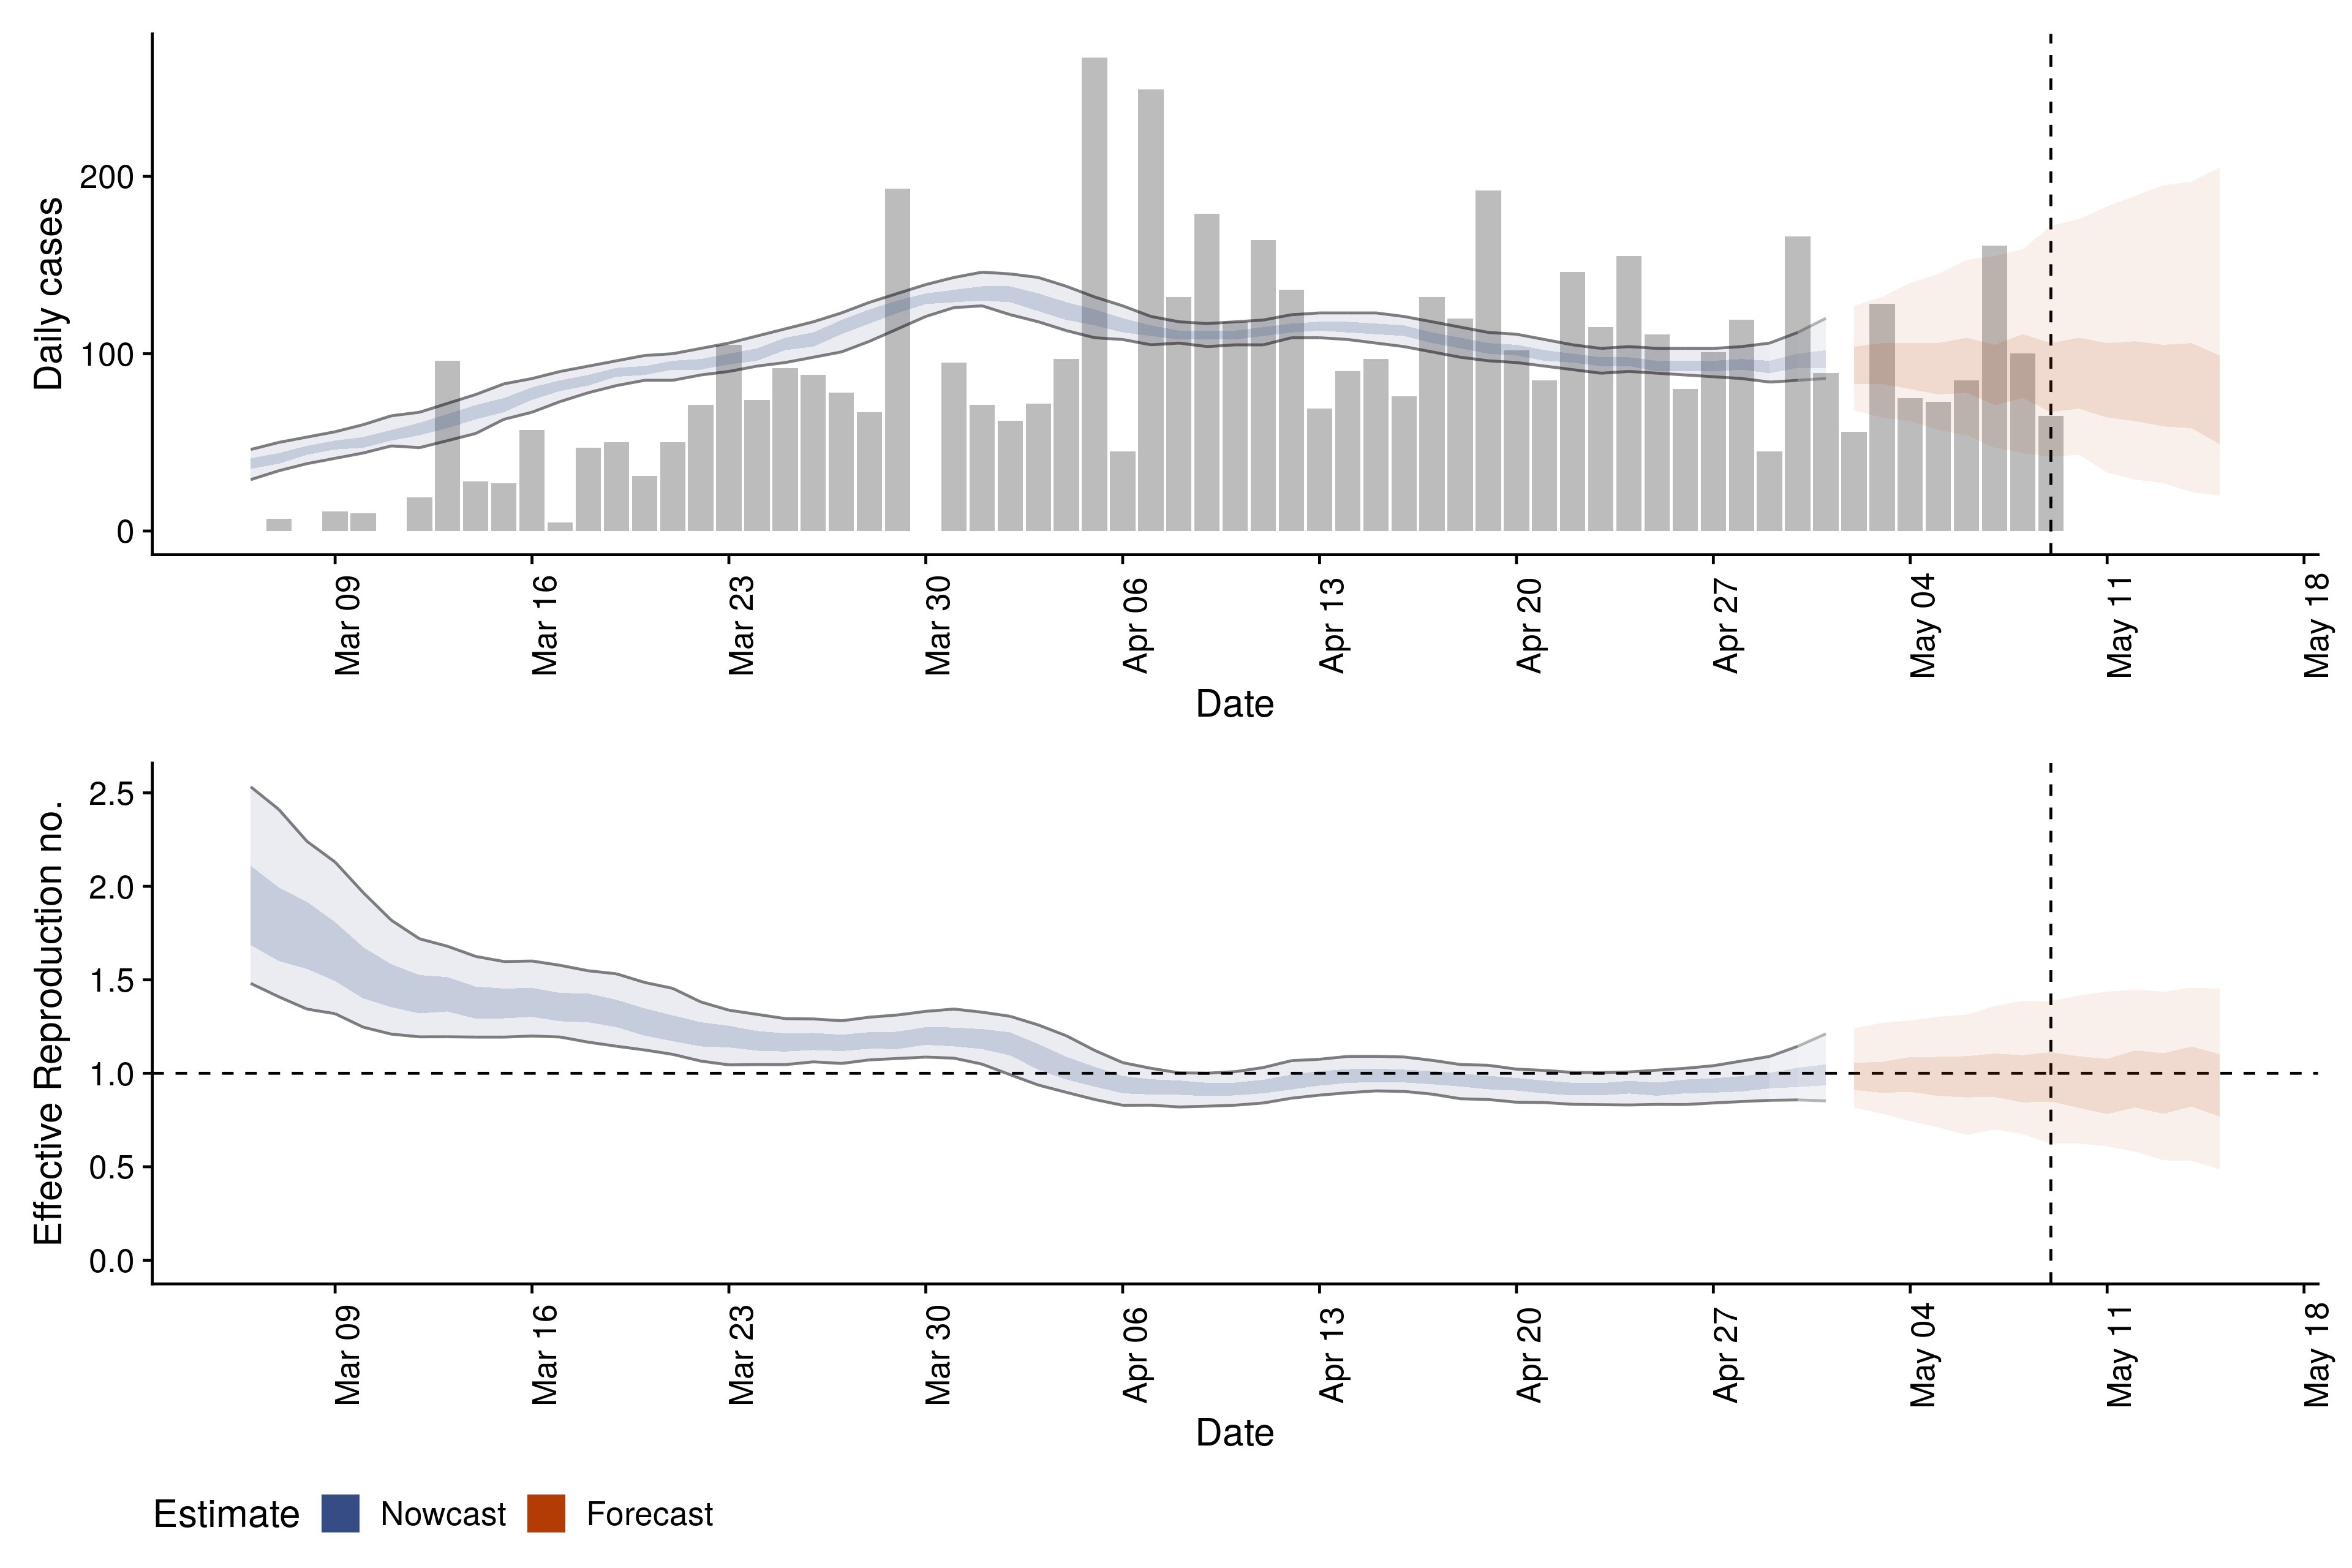 Daily cases
200
100
0
Mar 09 Mar 16 Mar 23 Mar 30 Apr 06 Apr 13 Apr 20 Apr 27 May 04 May 11 May 18
Date
Effective Reproduction no.
2.5
2.0
1.5
1.0
0.5
0.0
Mar 09 Mar 16 Mar 23 Mar 30 Apr 06 Apr 13 Apr 20 Apr 27 May 04 May 11 May 18
Date
Estimate Nowcast Forecast